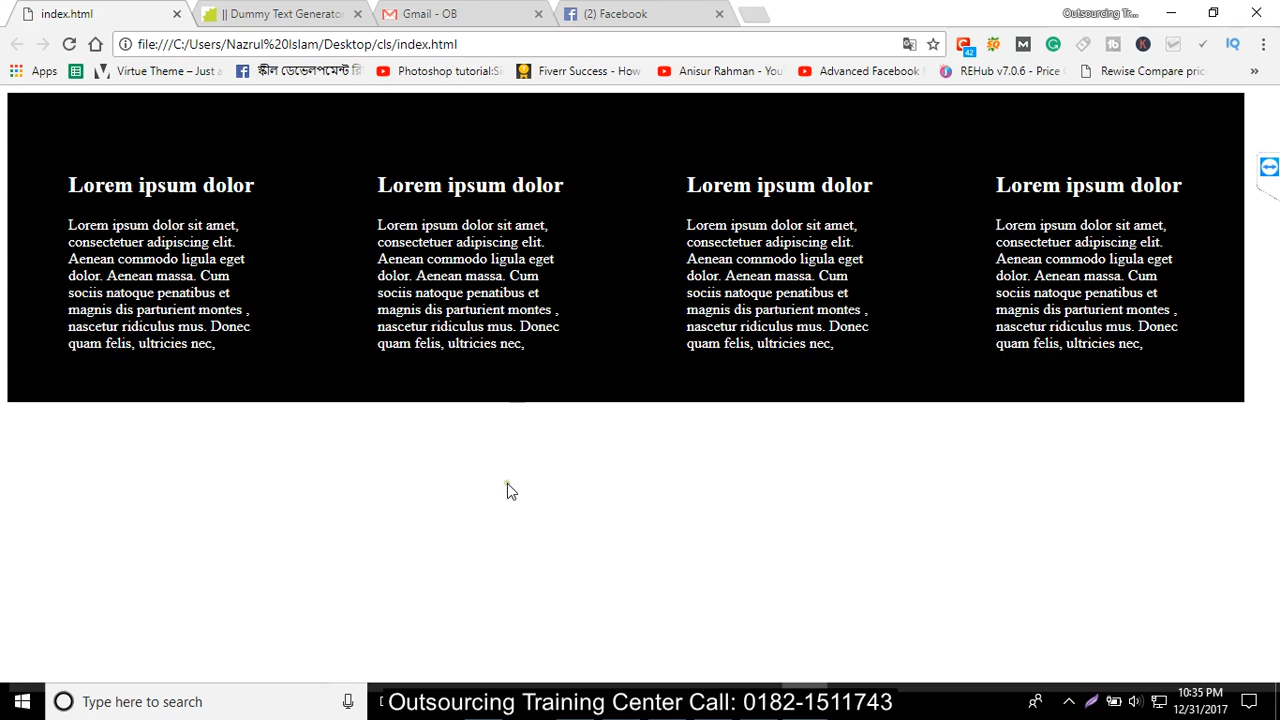 index.html
|| Dummy Text Generator
Gmail - OB
(2) Facebook
Outsourcing Tr...
file:///C:/Users/Nazrul%20Islam/Desktop/cls/index.html
42
Apps
Virtue Theme - Just a
স্কীল ডেভেলপমেন্ট রি
Photoshop tutorial:Si
Fiverr Success - How
Anisur Rahman - You
Advanced Facebook
REHub v7.0.6 - Price C
Rewise Compare pric
Lorem ipsum dolor
Lorem ipsum dolor sit amet,
consectetuer adipiscing elit.
Aenean commodo ligula eget
dolor. Aenean massa. Cum
sociis natoque penatibus et
magnis dis parturient montes ,
nascetur ridiculus mus. Donec
quam felis, ultricies nec,
Lorem ipsum dolor
Lorem ipsum dolor sit amet,
consectetuer adipiscing elit.
Aenean commodo ligula eget
dolor. Aenean massa. Cum
sociis natoque penatibus et
magnis dis parturient montes ,
nascetur ridiculus mus. Donec
quam felis, ultricies nec,
Lorem ipsum dolor
Lorem ipsum dolor sit amet,
consectetuer adipiscing elit.
Aenean commodo ligula eget
dolor. Aenean massa. Cum
sociis natoque penatibus et
magnis dis parturient montes ,
nascetur ridiculus mus. Donec
quam felis, ultricies nec,
Lorem ipsum dolor
Lorem ipsum dolor sit amet,
consectetuer adipiscing elit.
Aenean commodo ligula eget
dolor. Aenean massa. Cum
sociis natoque penatibus et
magnis dis parturient montes ,
nascetur ridiculus mus. Donec
quam felis, ultricies nec,
Type here to search
Outsourcing Training Center Call: 0182-1511743
10:35 PM
12/31/2017